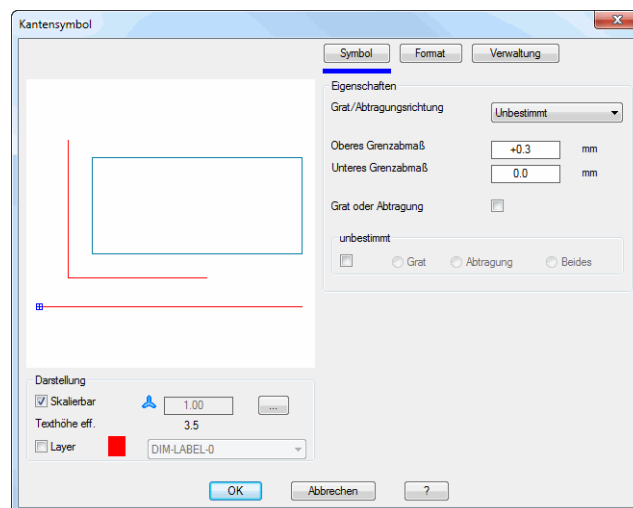 Kantensymbol
Symbol Format Verwaltung
Eigenschaften
Grat/Abtragungsrichtung Unbestimmt
Oberes Grenzabmaß +0.3 mm
Unteres Grenzabmaß 0.0 mm
Grat oder Abtragung
unbestimmt
Grat Abtragung Beides
Darstellung
Skalierbar 1.00 ...
Texthöhe eff. 3.5
Layer DIM-LABEL-0
OK Abbrechen ?